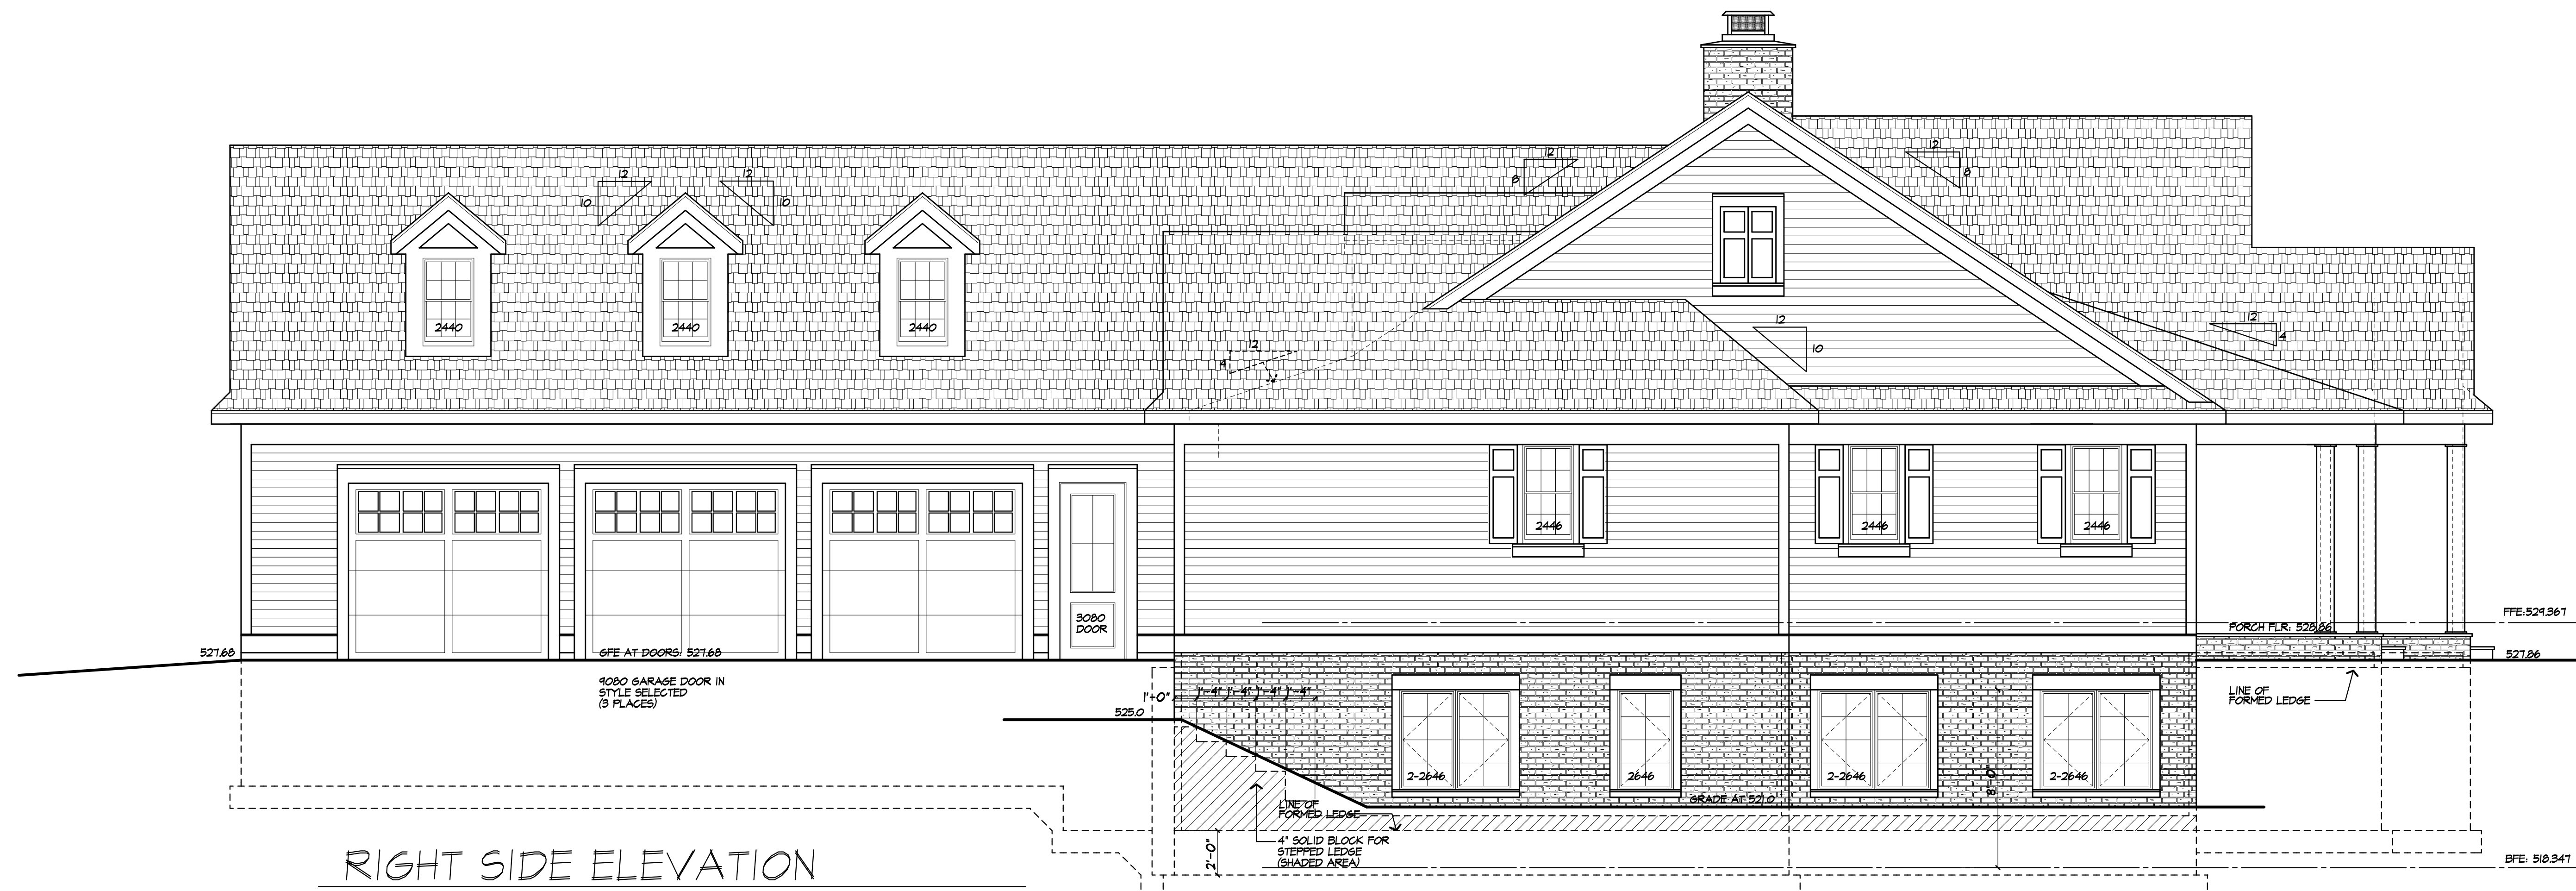 12
8
12
8
12
10
12
10
2440
2440
2440
12
4
12
10
12
4
2446
2446
2446
3080
DOOR
FFE:529.367
PORCH FLR: 528.86
527.68
GFE AT DOORS: 527.68
527.86
9080 GARAGE DOOR IN
STYLE SELECTED
(3 PLACES)
1'-0" 1'-4" 1'-4" 1'-4" 1'-4"
525.0
LINE OF
FORMED LEDGE
2-2646
2646
2-2646
2-2646
8'-0"
GRADE AT 521.0
LINE OF
FORMED LEDGE
4" SOLID BLOCK FOR
STEPPED LEDGE
(SHADED AREA)
2'-0"
BFE: 518.347
RIGHT SIDE ELEVATION